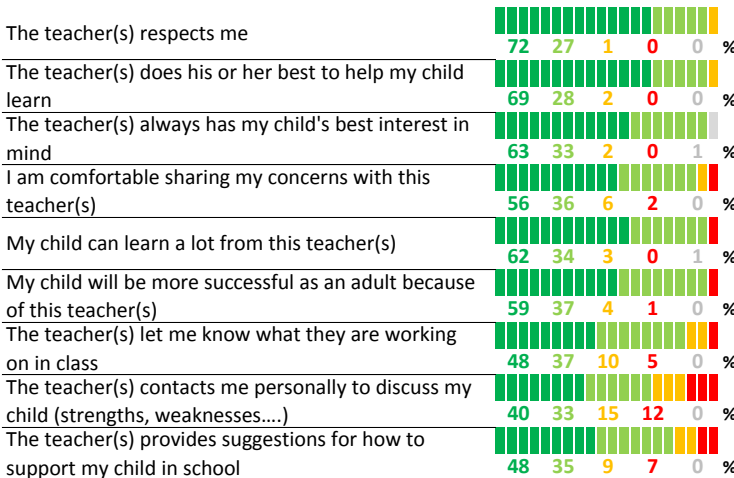 The teacher(s) respects me
72 27 1 0 0 %
The teacher(s) does his or her best to help my child
learn
69 28 2 0 0 %
The teacher(s) always has my child's best interest in
mind
63 33 2 0 1 %
I am comfortable sharing my concerns with this
teacher(s)
56 36 6 2 0 %
My child can learn a lot from this teacher(s)
62 34 3 0 1 %
My child will be more successful as an adult because
of this teacher(s)
59 37 4 1 0 %
The teacher(s) let me know what they are working
on in class
48 37 10 5 0 %
The teacher(s) contacts me personally to discuss my
child (strengths, weaknesses....)
40 33 15 12 0 %
The teacher(s) provides suggestions for how to
support my child in school
48 35 9 7 0 %